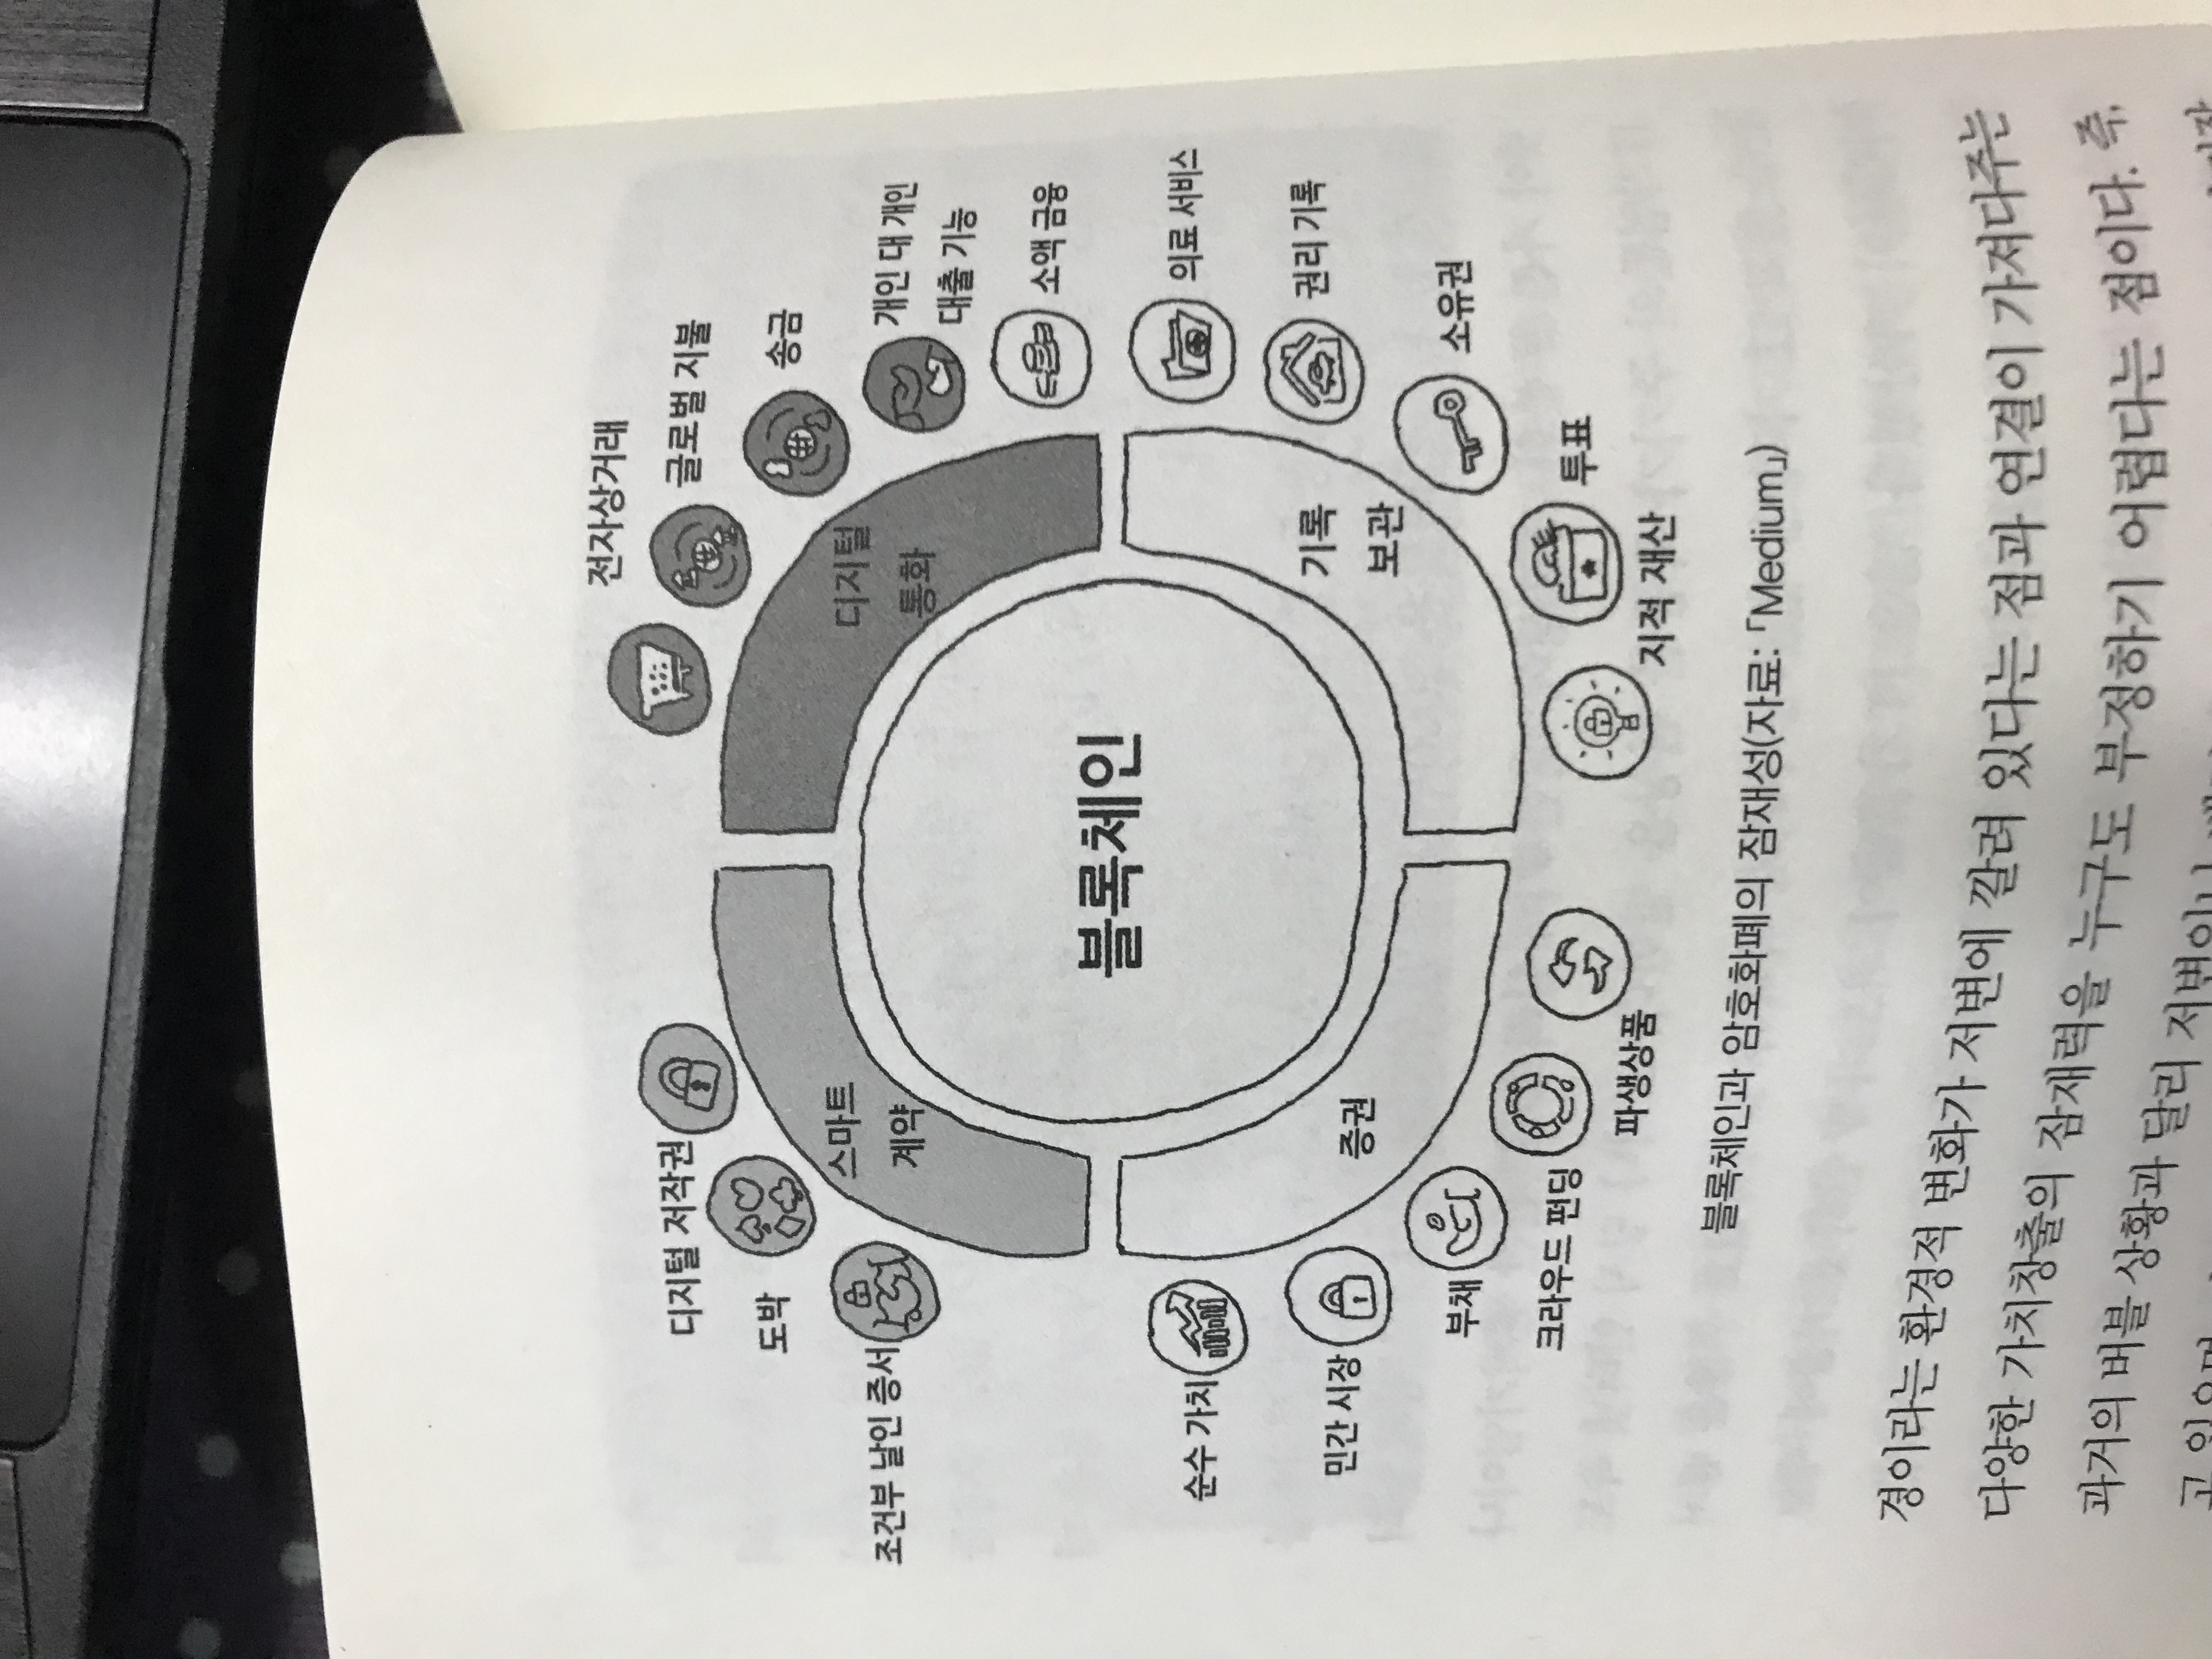 전자상거래
디지털 저작권
글로벌 지불
도박
송금
스마트
계약
디지털
통화
조건부 날인 증서
개인 대 개인
대출 기능
소액 금융
블록체인
순수 가치
의료 서비스
민간 시장
권리 기록
증권
기록
보관
부채
소유권
크라우드 펀딩
투표
파생상품
지적 재산
블록체인과 암호화폐의 잠재성(자료: 「Medium」)
경이라는 환경적 변화가 저변에 깔려 있다는 점과 연결이 가져다주는
다양한 가치창출의 잠재력을 누구도 부정하기 어렵다는 점이다. 즉,
과거의 버블 상황과 달리